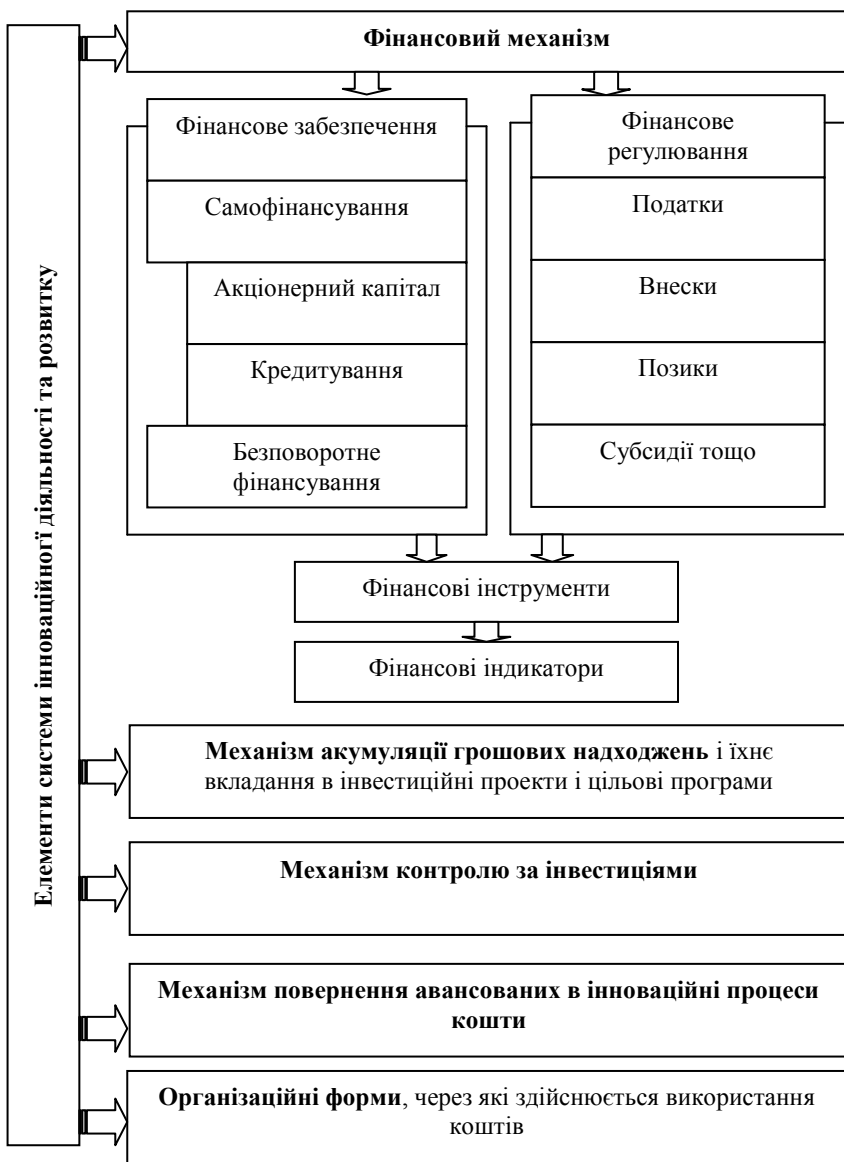 Елементи системи інноваційногї діяльності та розвитку
Фінансовий механізм
Фінансове забезпечення
Самофінансування
Акціонерний капітал
Кредитування
Безповоротне
фінансування
Фінансове
регулювання
Податки
Внески
Позики
Субсидії тощо
Фінансові інструменти
Фінансові індикатори
Механізм акумуляції грошових надходжень і їхнє
вкладання в інвестиційні проекти і цільові програми
Механізм контролю за інвестиціями
Механізм повернення авансованих в інноваційні процеси
кошти
Організаційні форми, через які здійснюється використання
коштів